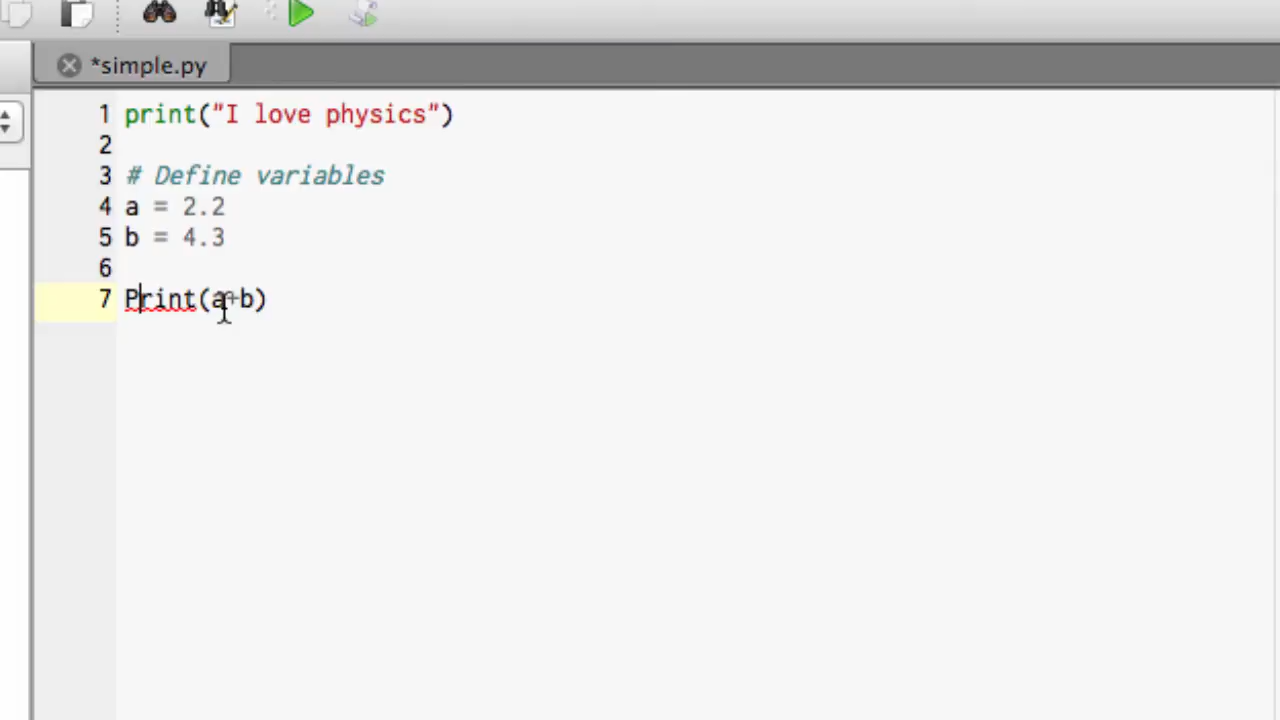 *simple.py
1 print("I love physics")
2
3 # Define variables
4 a = 2.2
5 b = 4.3
6
7 Print(a+b)